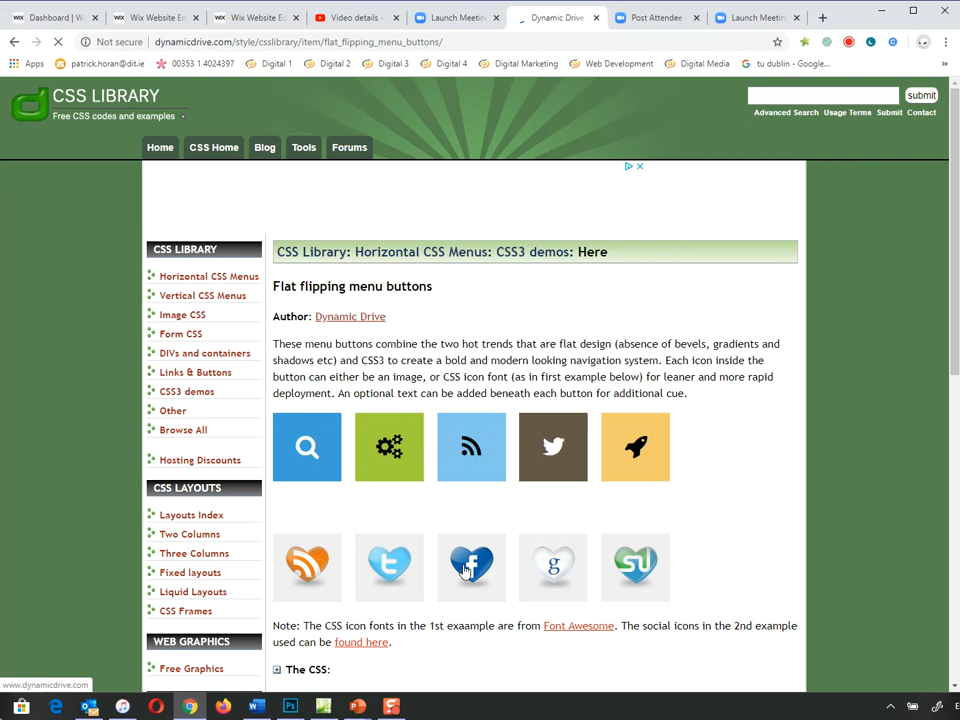 Dashboard | W
Wix Website Ed
Wix Website Ed
Video details -
Launch Meetin
Dynamic Drive
Post Attendee
Launch Meetin
Not secure
dynamicdrive.com/style/csslibrary/item/flat_flipping_menu_buttons/
Apps
patrick.horan@dit.ie
00353 1 4024397
Digital 1
Digital 2
Digital 3
Digital 4
Digital Marketing
Web Development
Digital Media
tu dublin - Google...
CSS LIBRARY
Free CSS codes and examples
submit
Advanced Search Usage Terms Submit Contact
Home
CSS Home
Blog
Tools
Forums
CSS LIBRARY
Horizontal CSS Menus
Vertical CSS Menus
Image CSS
Form CSS
DIVs and containers
Links & Buttons
CSS3 demos
Other
Browse All
Hosting Discounts
CSS LAYOUTS
Layouts Index
Two Columns
Three Columns
Fixed layouts
Liquid Layouts
CSS Frames
WEB GRAPHICS
Free Graphics
CSS Library: Horizontal CSS Menus: CSS3 demos: Here
Flat flipping menu buttons
Author: Dynamic Drive
These menu buttons combine the two hot trends that are flat design (absence of bevels, gradients and
shadows etc) and CSS3 to create a bold and modern looking navigation system. Each icon inside the
button can either be an image, or CSS icon font (as in first example below) for leaner and more rapid
deployment. An optional text can be added beneath each button for additional cue.
Note: The CSS icon fonts in the 1st exaample are from Font Awesome. The social icons in the 2nd example
used can be found here.
The CSS:
www.dynamicdrive.com